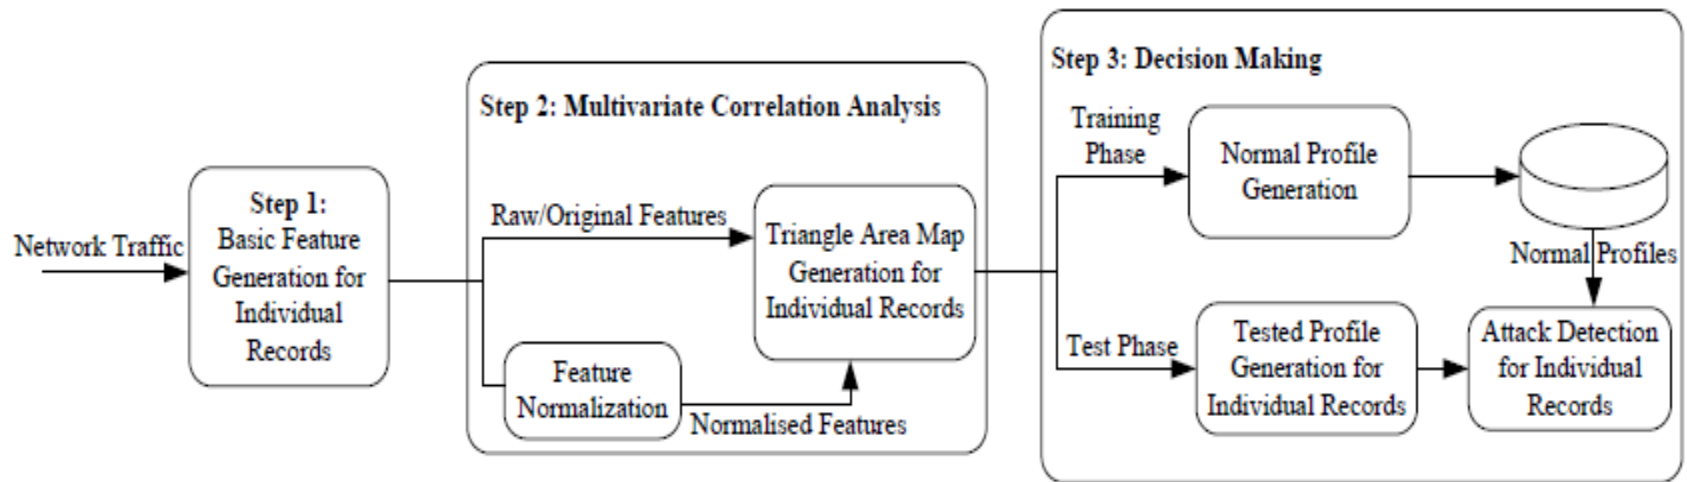 Network Traffic
Step 1:
Basic Feature
Generation for
Individual
Records
Step 2: Multivariate Correlation Analysis
Raw/Original Features
Feature
Normalization
Normalised Features
Triangle Area Map
Generation for
Individual Records
Step 3: Decision Making
Training
Phase
Normal Profile
Generation
Normal Profiles
Test Phase
Tested Profile
Generation for
Individual Records
Attack Detection
for Individual
Records